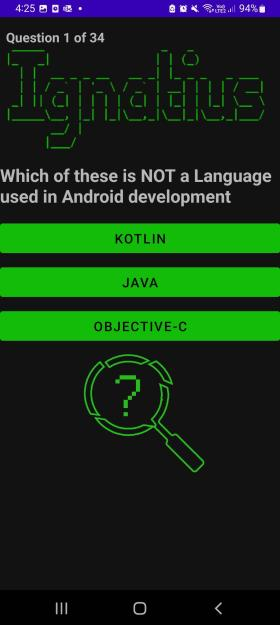 4:25 94%
Question 1 of 34
Ignatius
Which of these is NOT a Language
used in Android development
KOTLIN
JAVA
OBJECTIVE-C
?